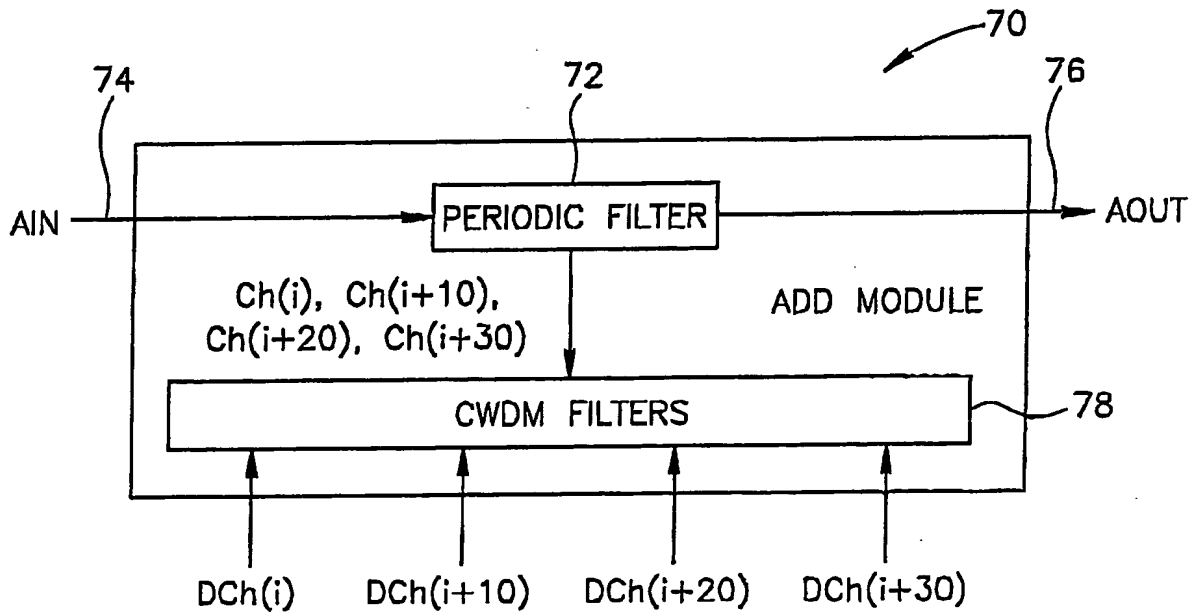 70
74
72
76
AIN
PERIODIC FILTER
AOUT
Ch(i), Ch(i+10),
Ch(i+20), Ch(i+30)
ADD MODULE
CWDM FILTERS
78
DCh(i)
DCh(i+10)
DCh(i+20)
DCh(i+30)